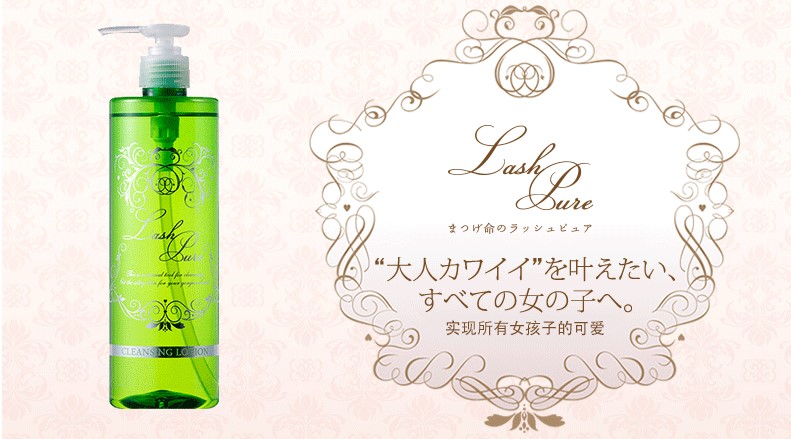 Lash
Pure
This is a
CLEANSING LOTION
Lash
Pure
まつげ命のラッシュピュア
“大人カワイイ”を叶えたい、
すべての女の子へ。
实现所有女孩子的可爱